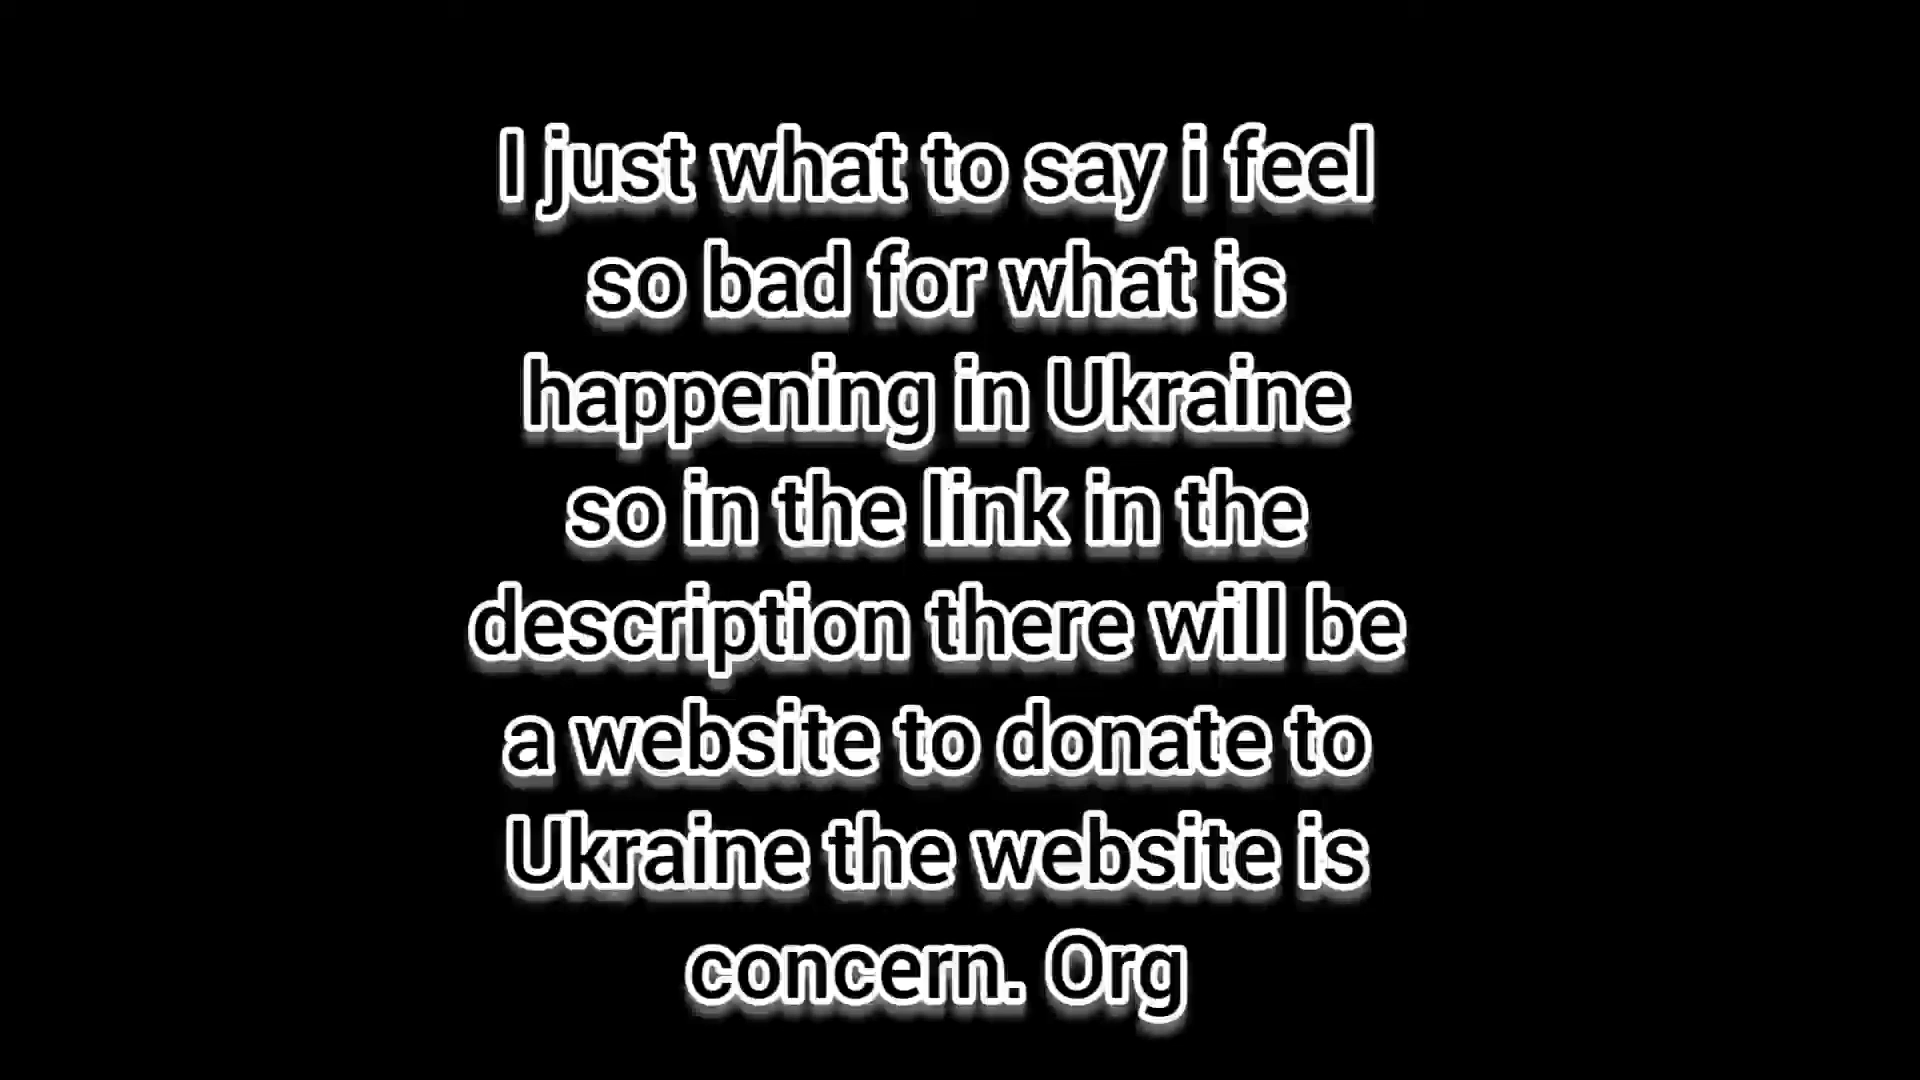 I just what to say i feel
so bad for what is
happening in Ukraine
so in the link in the
description there will be
a website to donate to
Ukraine the website is
concern. Org